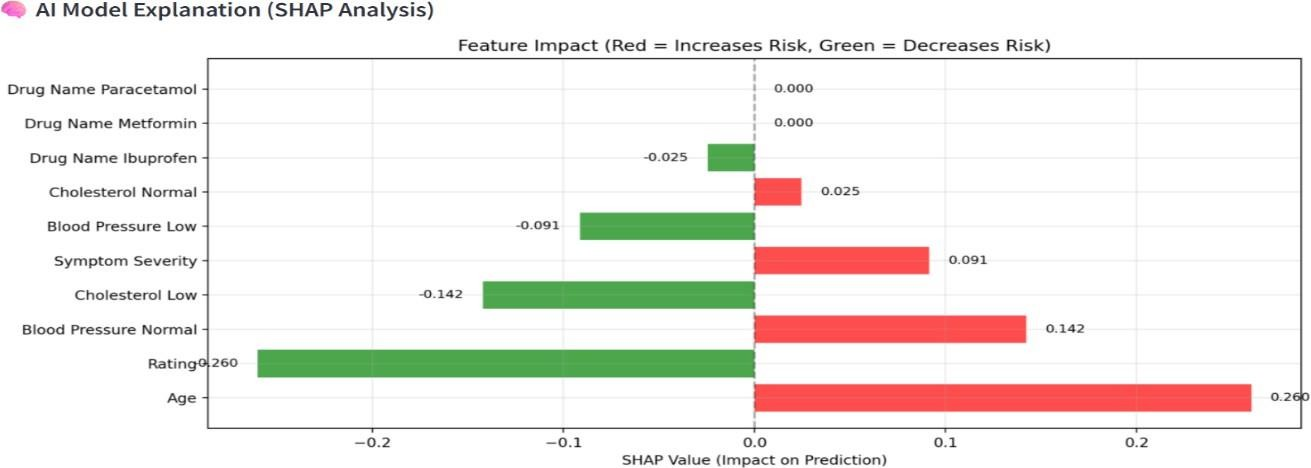 🧠 AI Model Explanation (SHAP Analysis)
Feature Impact (Red = Increases Risk, Green = Decreases Risk)
Drug Name Paracetamol 0.000
Drug Name Metformin 0.000
Drug Name Ibuprofen -0.025
Cholesterol Normal 0.025
Blood Pressure Low -0.091
Symptom Severity 0.091
Cholesterol Low -0.142
Blood Pressure Normal 0.142
Rating -0.260
Age 0.260
−0.2 −0.1 0.0 0.1 0.2
SHAP Value (Impact on Prediction)